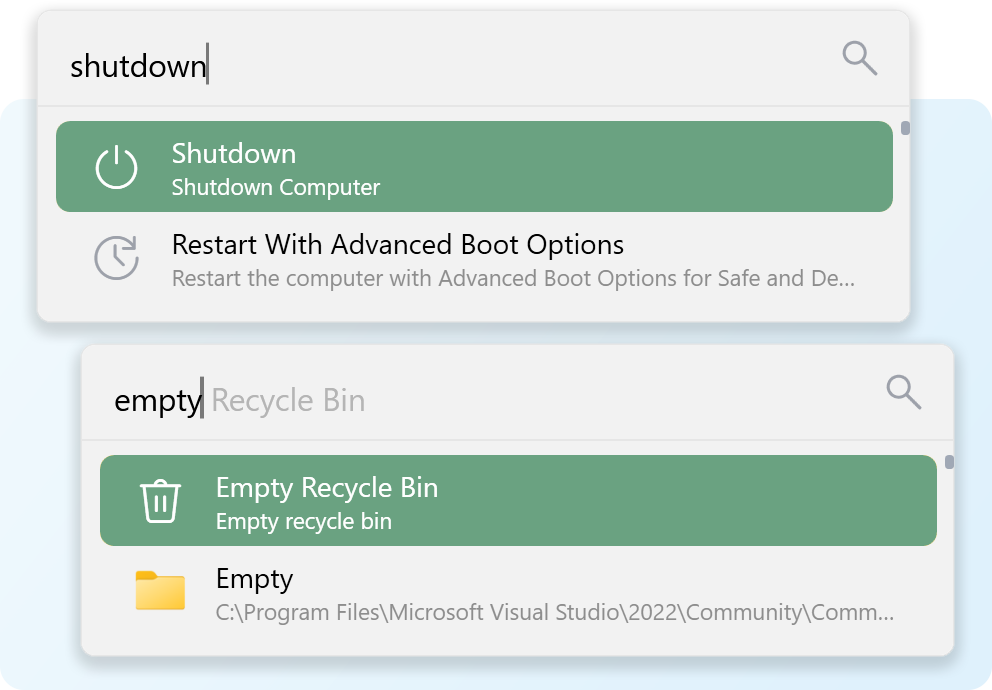 shutdown
Shutdown
Shutdown Computer
Restart With Advanced Boot Options
Restart the computer with Advanced Boot Options for Safe and De...
empty Recycle Bin
Empty Recycle Bin
Empty recycle bin
Empty
C:\Program Files\Microsoft Visual Studio\2022\Community\Comm...